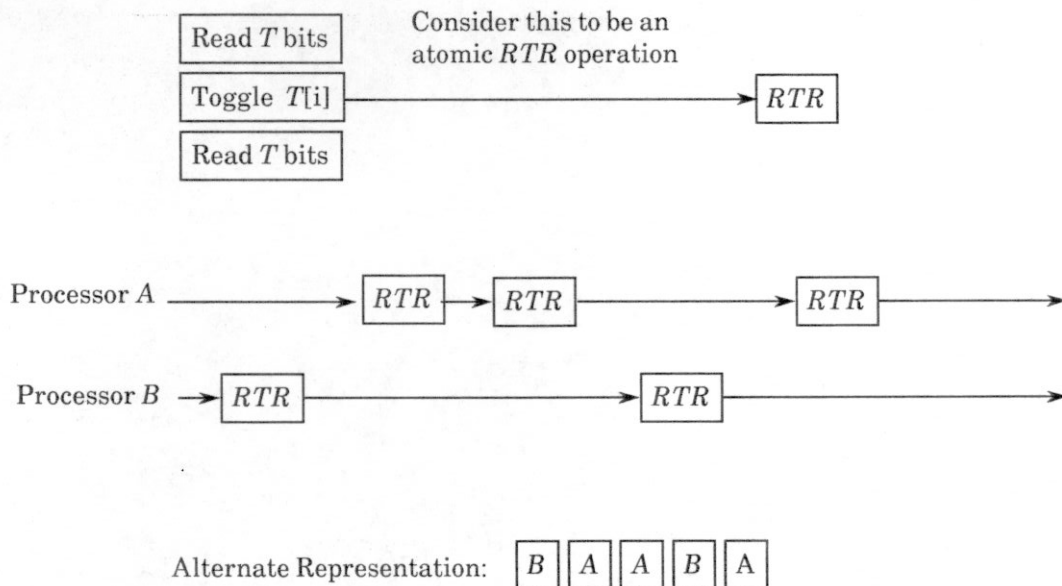 Read T bits
Consider this to be an
atomic RTR operation
Toggle T[i]
RTR
Read T bits
Processor A
RTR
RTR
RTR
Processor B
RTR
RTR
Alternate Representation:
B
A
A
B
A